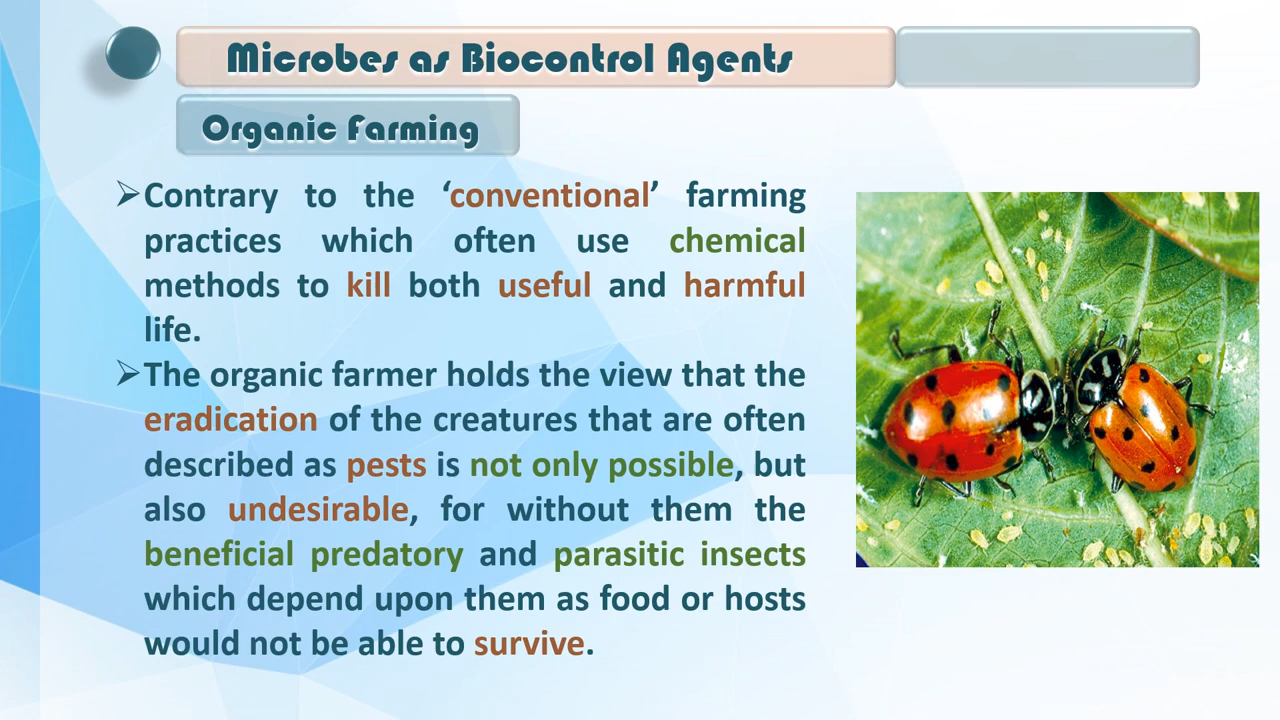 Microbes as Biocontrol Agents
Organic Farming
➢Contrary to the ‘conventional’ farming
practices which often use chemical
methods to kill both useful and harmful
life.
➢The organic farmer holds the view that the
eradication of the creatures that are often
described as pests is not only possible, but
also undesirable, for without them the
beneficial predatory and parasitic insects
which depend upon them as food or hosts
would not be able to survive.